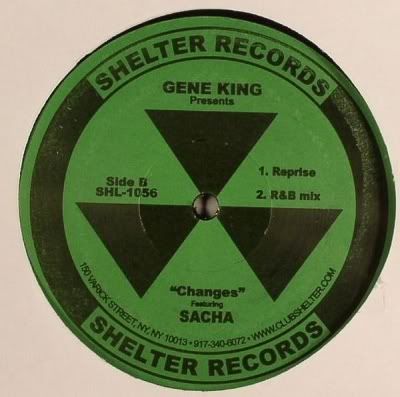 SHELTER RECORDS
GENE KING
Presents
Side B
SHL-1056
1. Reprise
2. R&B mix
"Changes"
Featuring
SACHA
150 VARICK STREET, NY, NY 10013 • 917-340-6072 • WWW.CLUBSHELTER.COM
SHELTER RECORDS